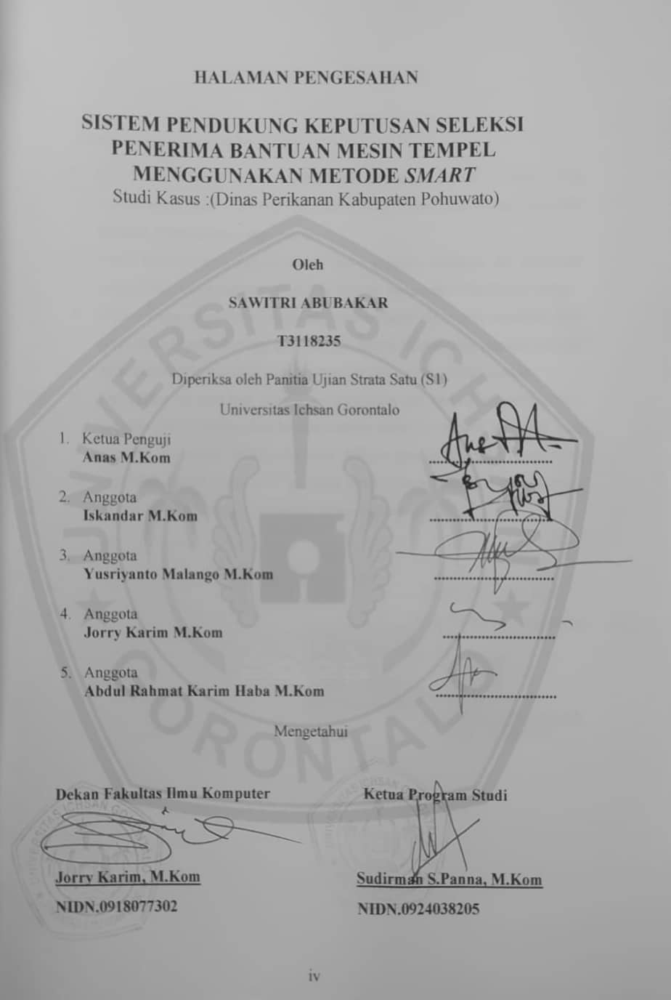 HALAMAN PENGESAHAN
SISTEM PENDUKUNG KEPUTUSAN SELEKSI
PENERIMA BANTUAN MESIN TEMPEL
MENGGUNAKAN METODE SMART
Studi Kasus :(Dinas Perikanan Kabupaten Pohuwato)
Oleh
SAWITRI ABUBAKAR
T3118235
Diperiksa oleh Panitia Ujian Strata Satu (S1)
Universitas Ichsan Gorontalo
1. Ketua Penguji
Anas M.Kom
2. Anggota
Iskandar M.Kom
3. Anggota
Yusriyanto Malango M.Kom
4. Anggota
Jorry Karim M.Kom
5. Anggota
Abdul Rahmat Karim Haba M.Kom
Mengetahui
Dekan Fakultas Ilmu Komputer
Jorry Karim, M.Kom
NIDN.0918077302
Ketua Program Studi
Sudirman S.Panna, M.Kom
NIDN.0924038205
iv
UNIVERSITAS ICHSAN
GORONTALO